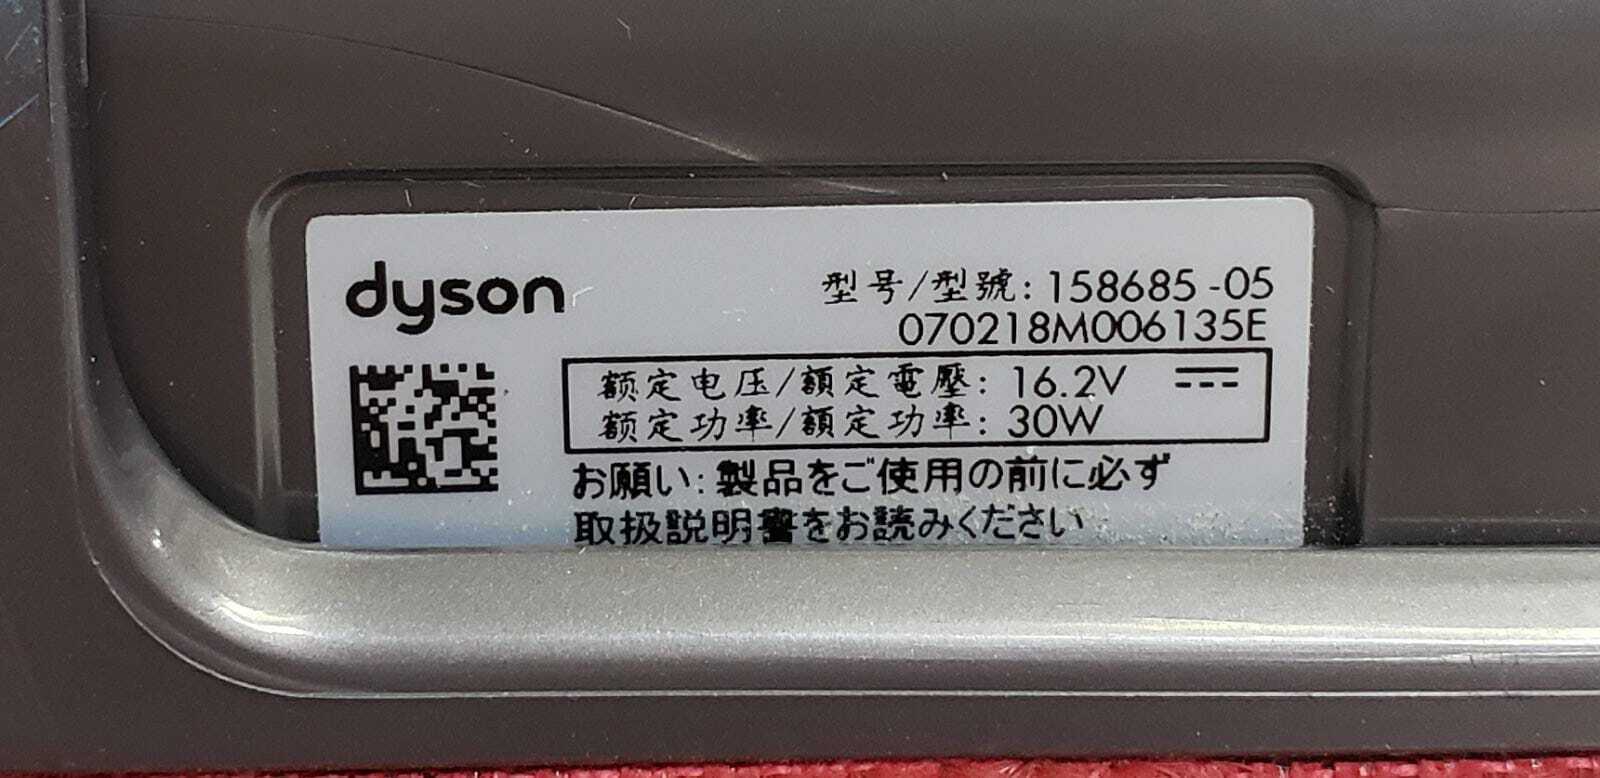 dyson
型号/型號: 158685-05
070218M006135E
额定电压/額定電壓: 16.2V
额定功率/額定功率: 30W
お願い: 製品をご使用の前に必ず
取扱説明書をお読みください